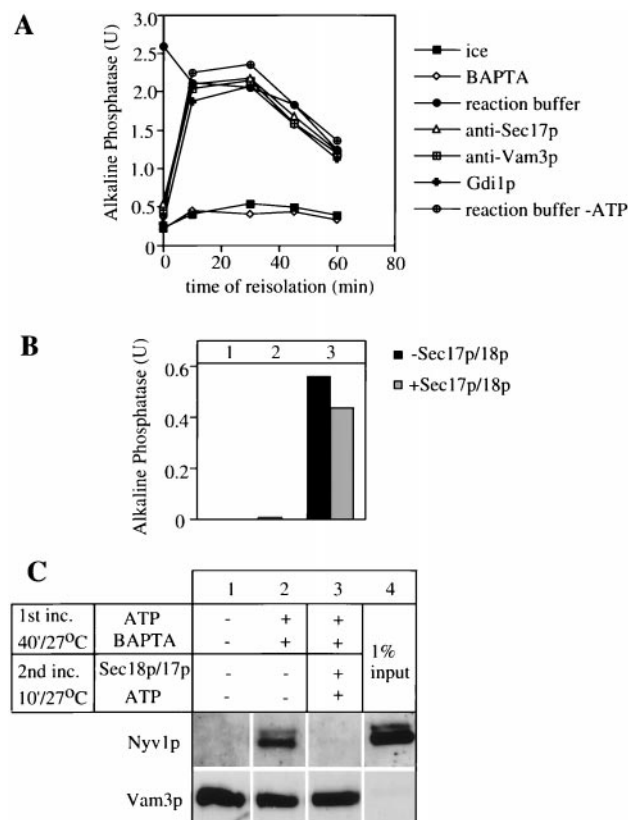 A
Alkaline Phosphatase (U)
3.0
2.5
2.0
1.5
1.0
0.5
0
0
20
40
60
80
time of reisolation (min)
ice
BAPTA
reaction buffer
anti-Sec17p
anti-Vam3p
Gdi1p
reaction buffer -ATP
B
Alkaline Phosphatase (U)
0.6
0.4
0.2
0
1 2 3
-Sec17p/18p
+Sec17p/18p
C
1 2 3 4
1st inc. ATP - + +
40'/27°C BAPTA - + +
1%
input
2nd inc. Sec18p/17p - - +
10'/27°C ATP - - +
Nyv1p
Vam3p